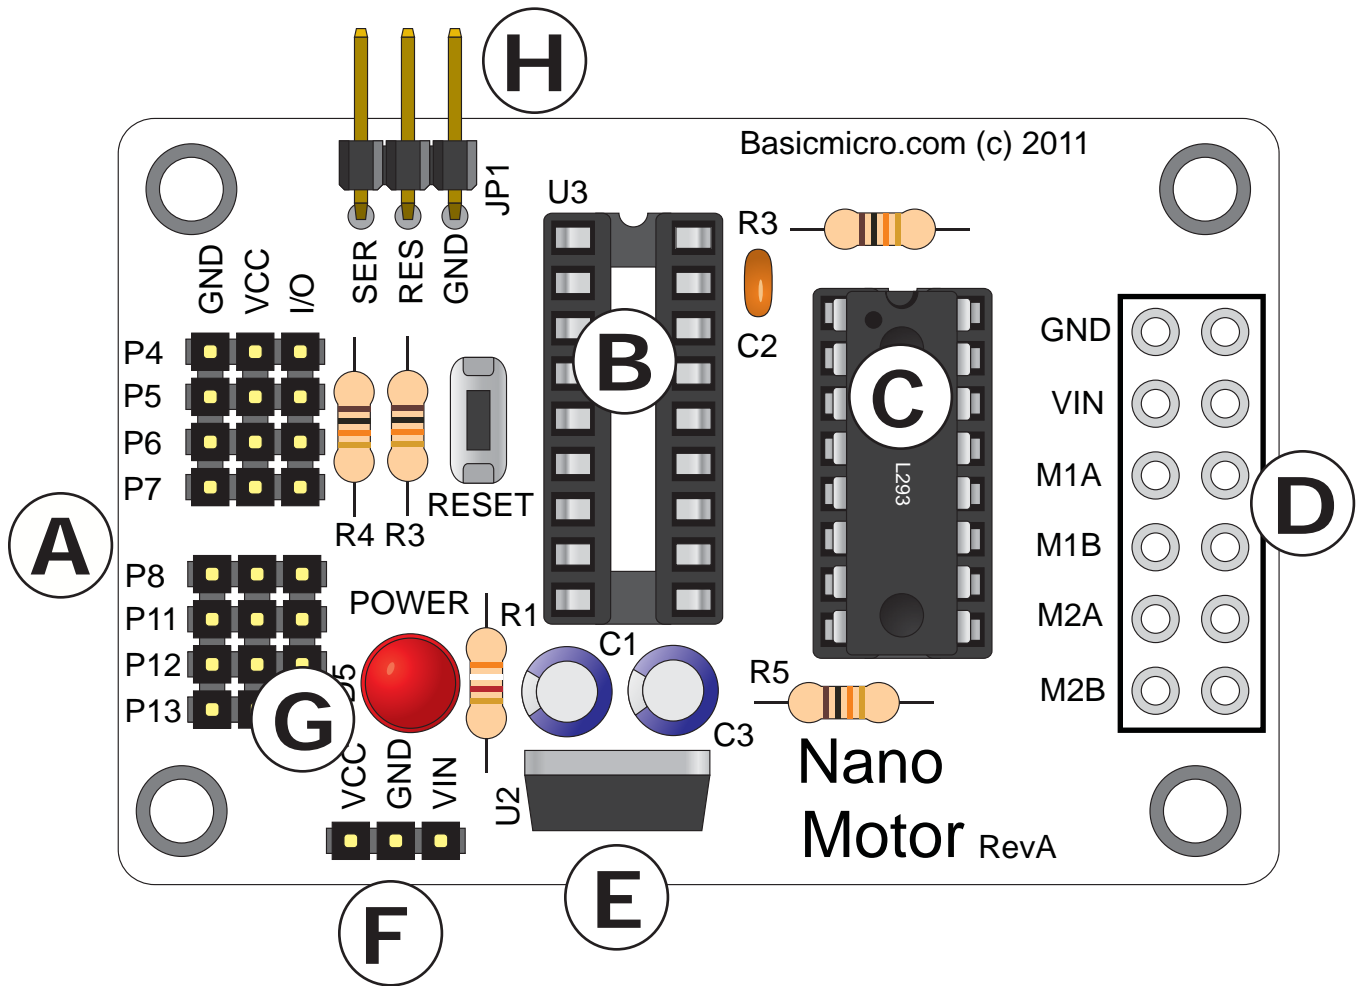 H
Basicmicro.com (c) 2011
JP1
U3
R3
SER
RES
GND
GND
VCC
I/O
C2
GND
VIN
M1A
M1B
M2A
M2B
P4
P5
P6
P7
B
C
L293
D
RESET
R4 R3
A
P8
P11
P12
P13
POWER
R1
C1
R5
C3
G
VCC
GND
VIN
U2
Nano
Motor RevA
F
E